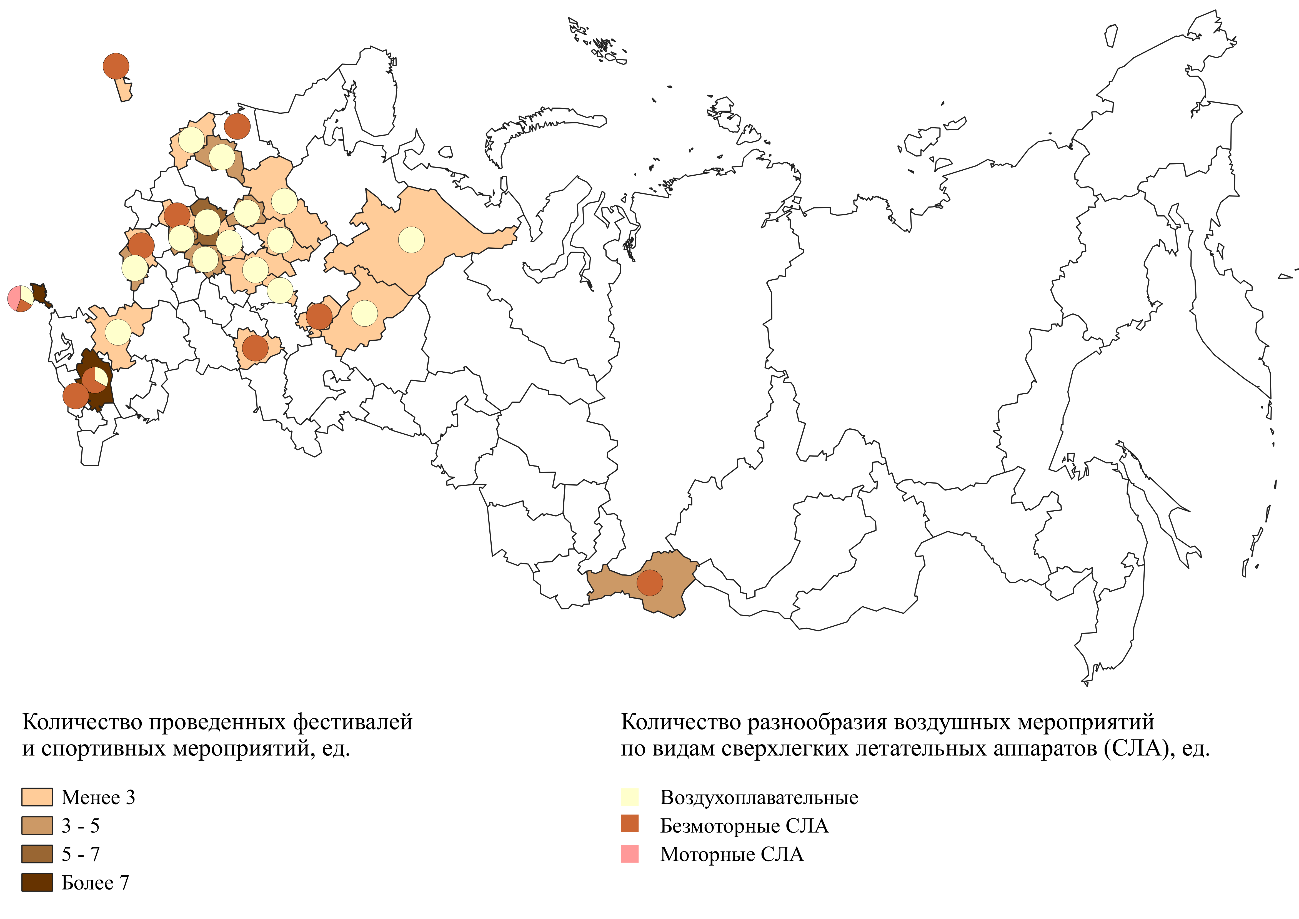 Количество проведенных фестивалей
и спортивных мероприятий, ед.
Менее 3
3 - 5
5 - 7
Более 7
Количество разнообразия воздушных мероприятий
по видам сверхлегких летательных аппаратов (СЛА), ед.
Воздухоплавательные
Безмоторные СЛА
Моторные СЛА